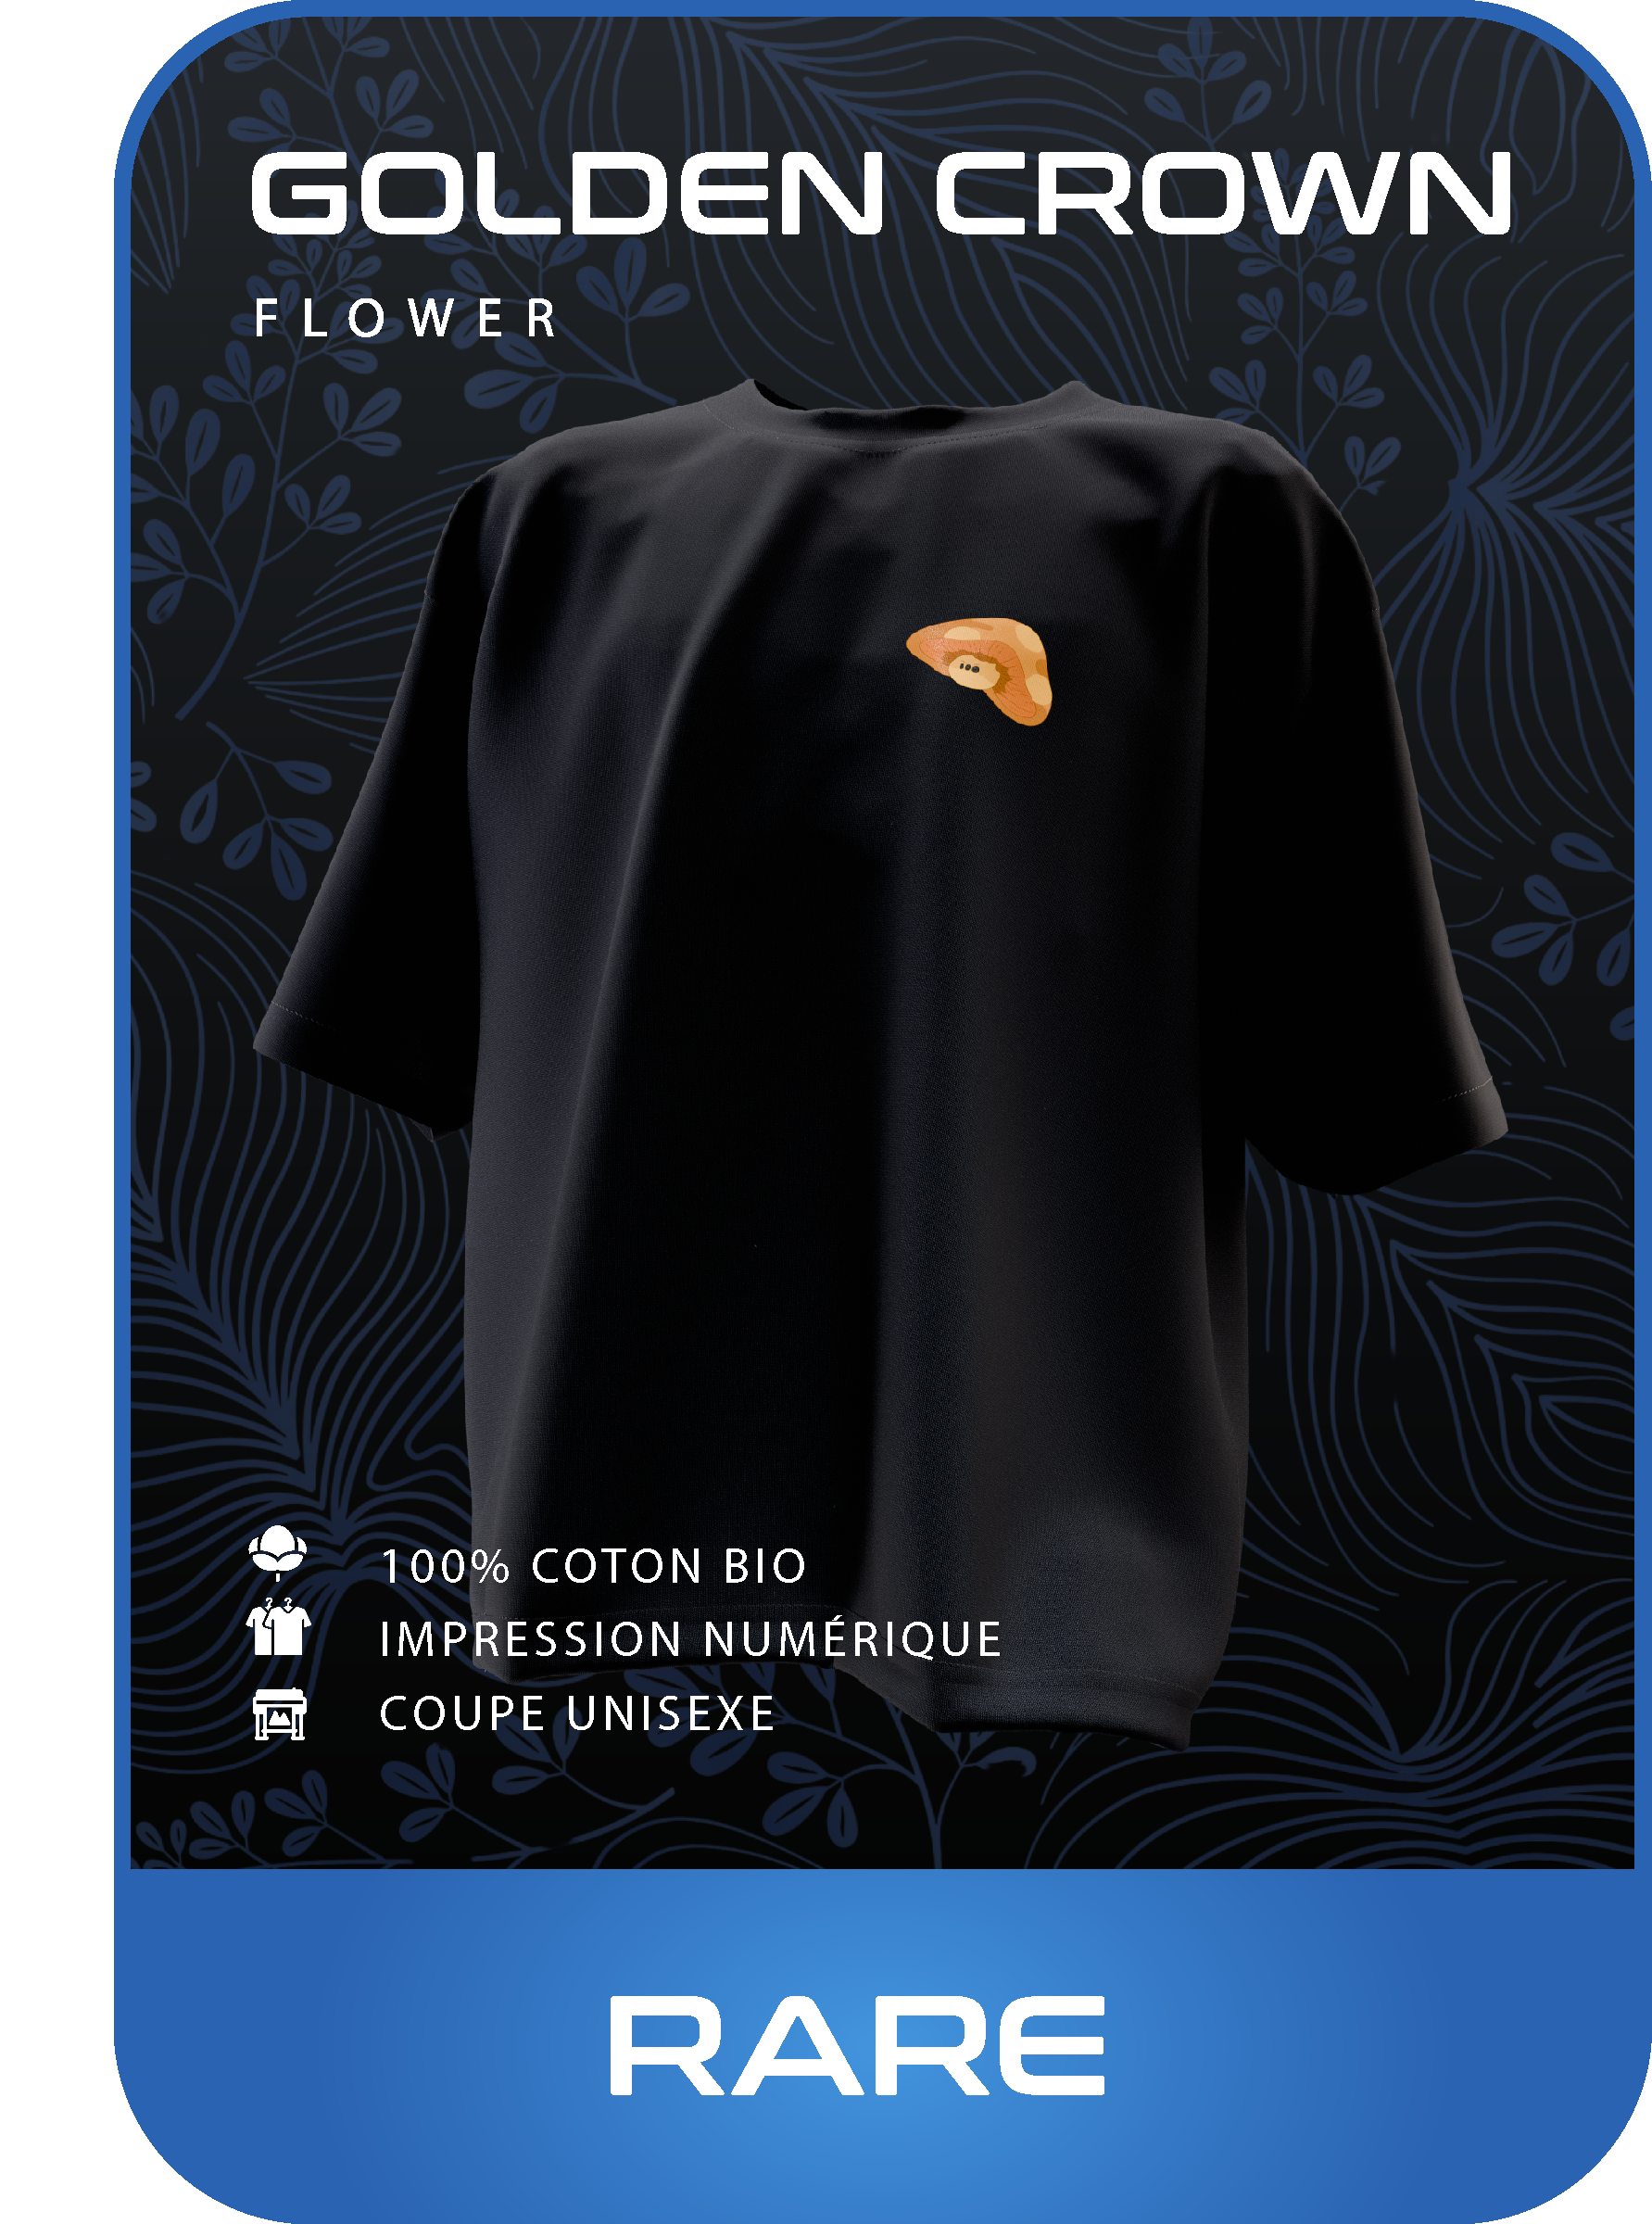 GOLDEN CROWN
FLOWER
100% COTON BIO
IMPRESSION NUMÉRIQUE
COUPE UNISEXE
RARE